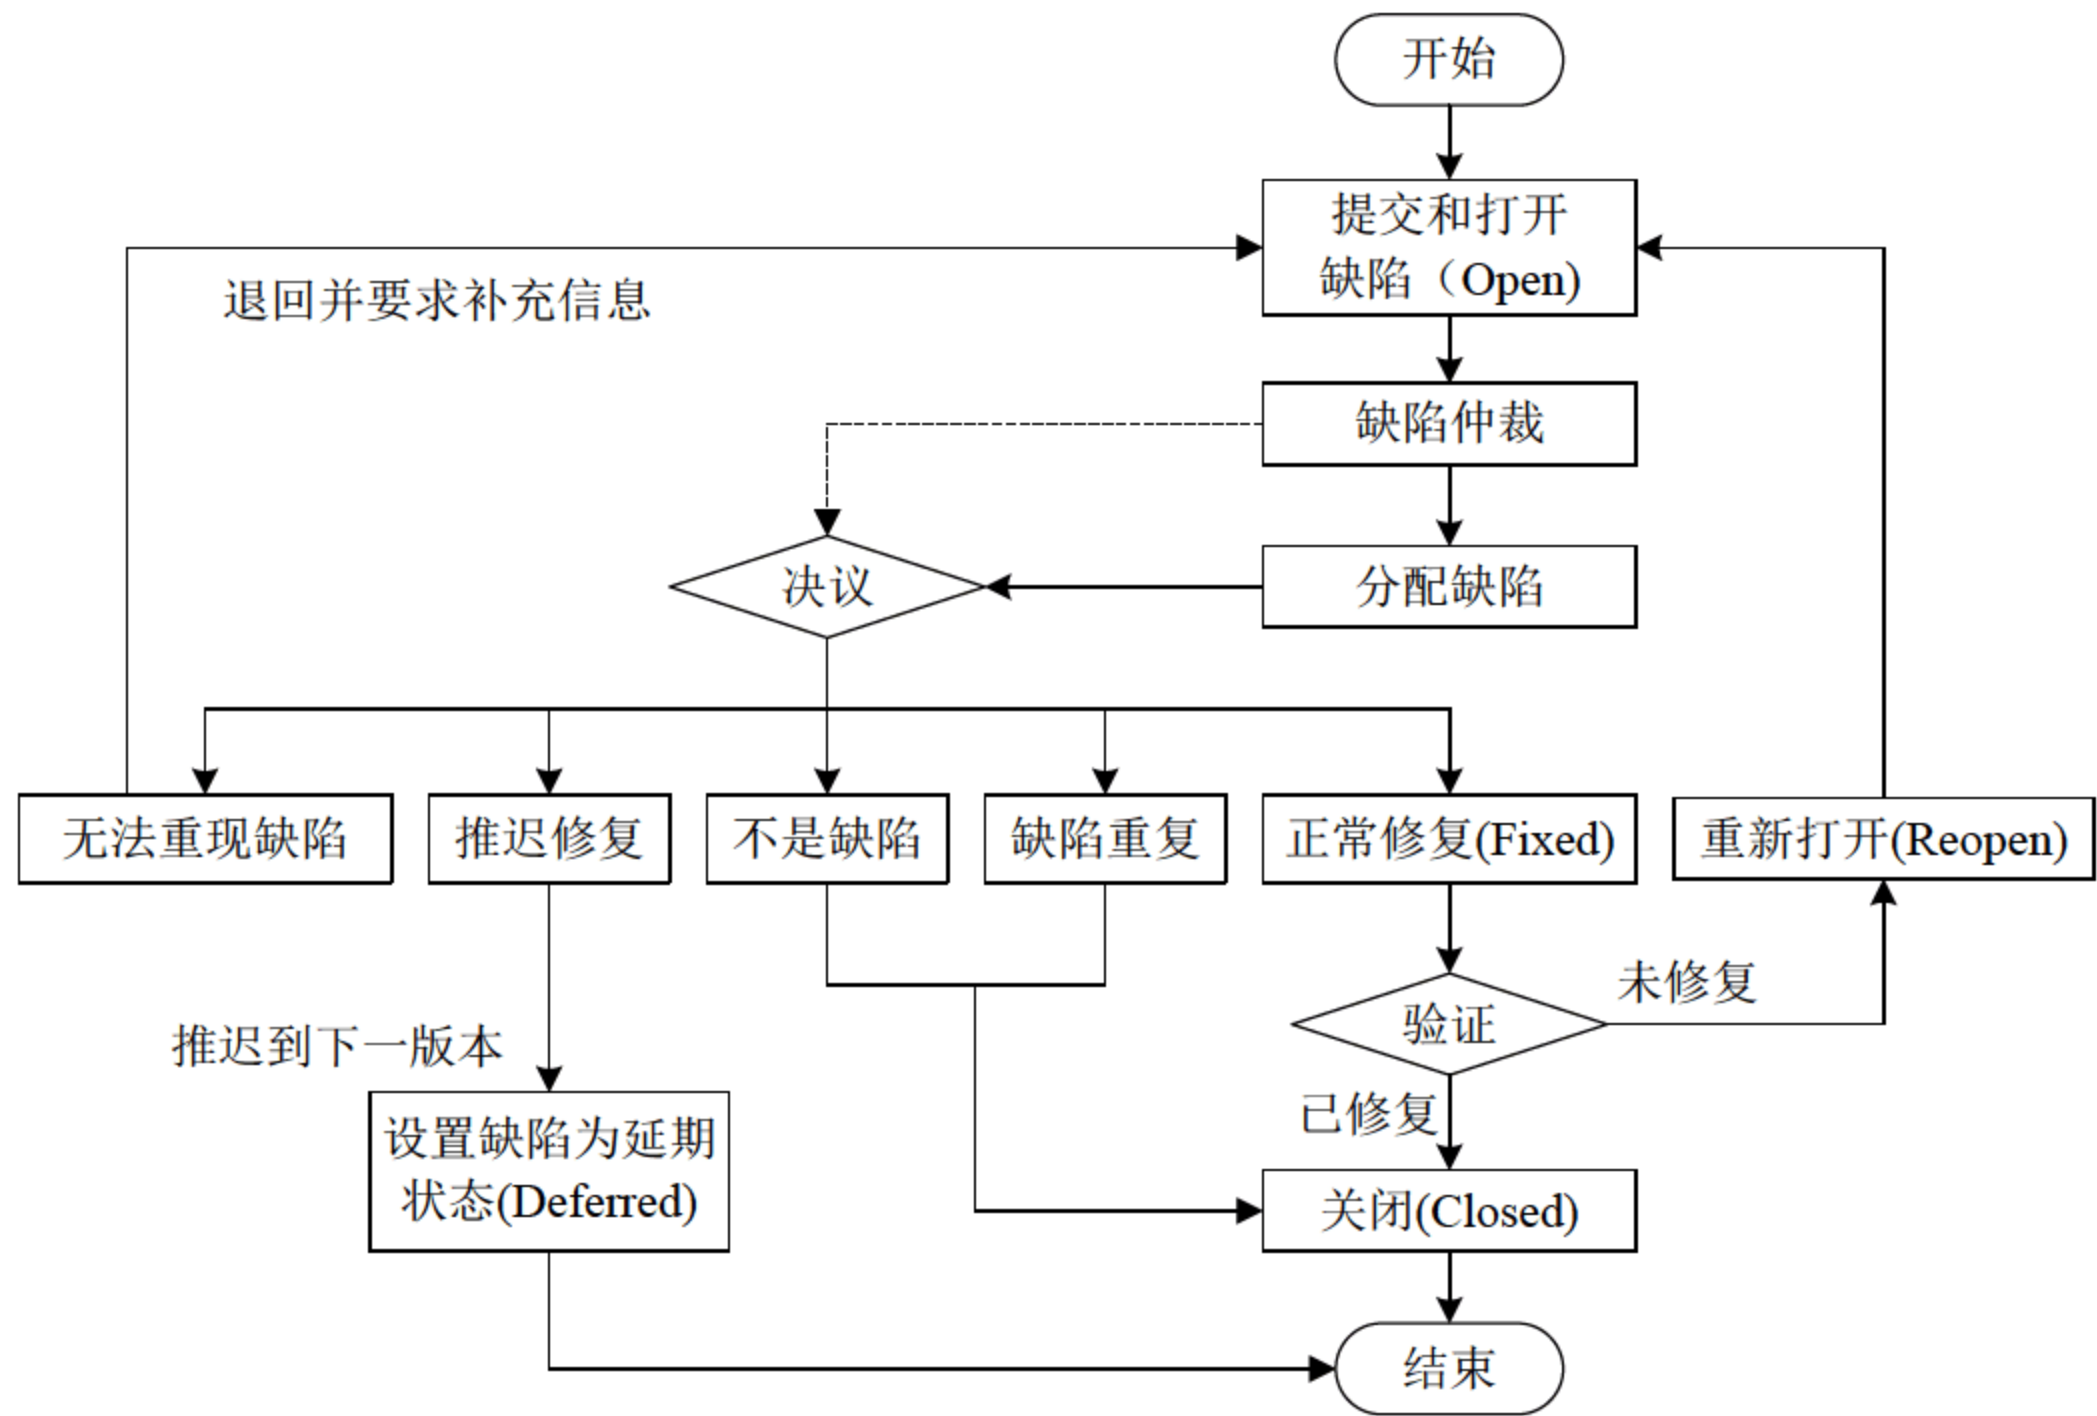 开始
提交和打开
缺陷（Open)
退回并要求补充信息
缺陷仲裁
决议
分配缺陷
无法重现缺陷
推迟修复
不是缺陷
缺陷重复
正常修复(Fixed)
重新打开(Reopen)
未修复
验证
推迟到下一版本
已修复
设置缺陷为延期
状态(Deferred)
关闭(Closed)
结束